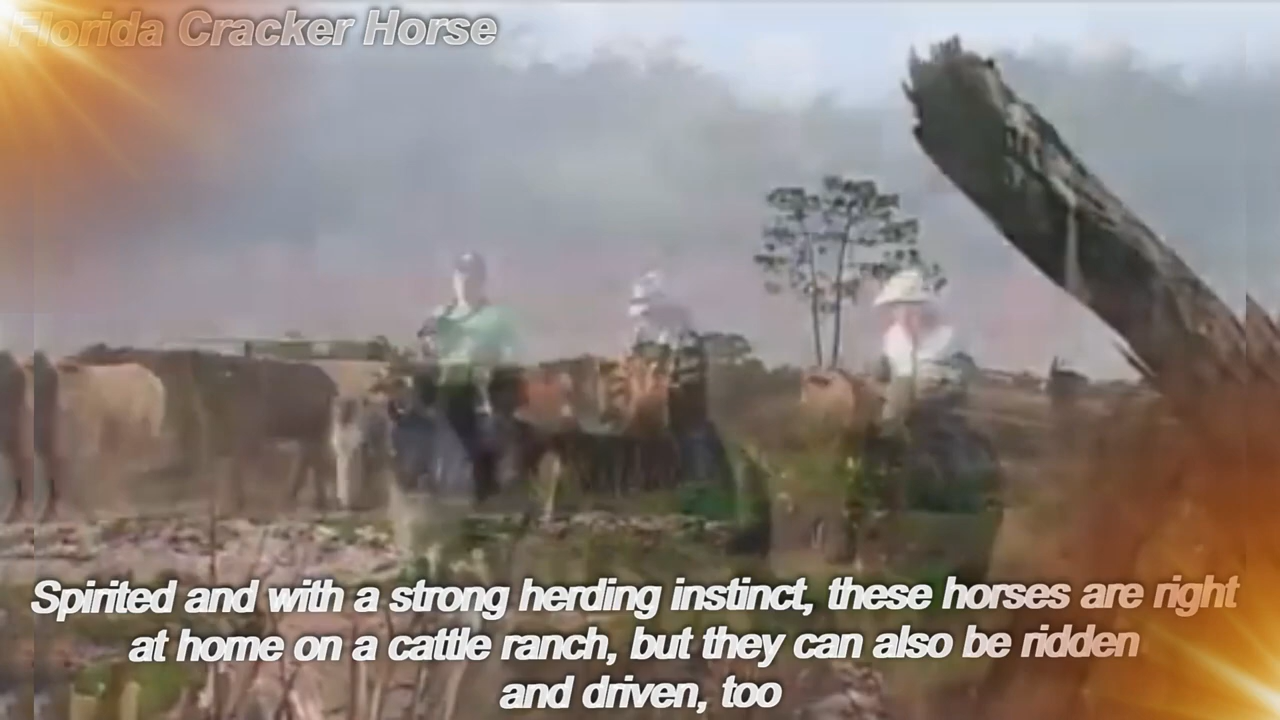 Florida Cracker Horse
Spirited and with a strong herding instinct, these horses are right
at home on a cattle ranch, but they can also be ridden
and driven, too